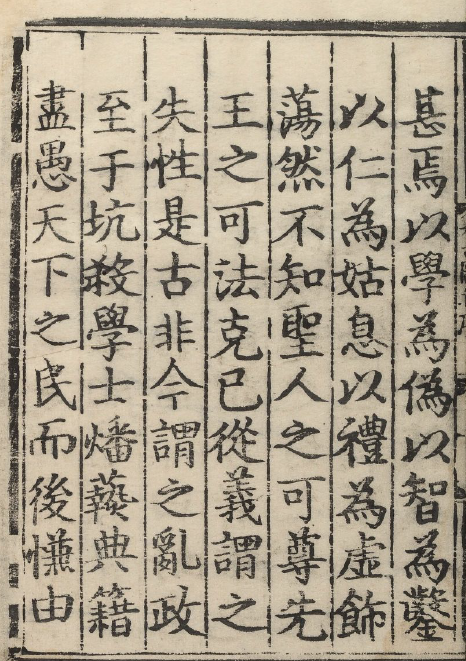 甚焉以學為偽以智為鑿
以仁為姑息以禮為虛飾
蕩然不知聖人之可尊先
王之可法克己從義謂之
失性是古非今謂之亂政
至于坑殺學士燔爇典籍
盡愚天下之民而後慊由